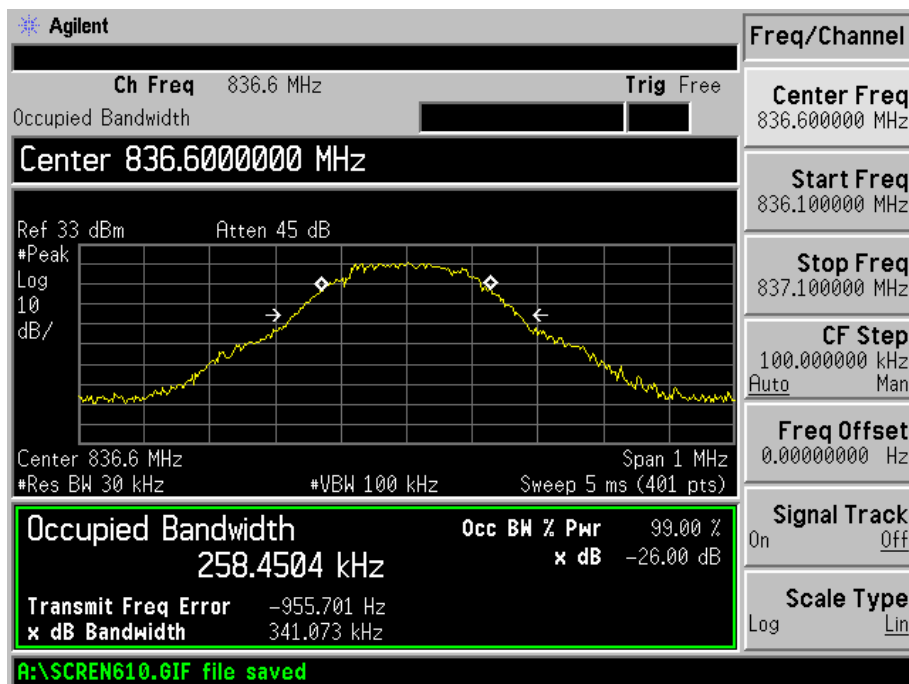 Agilent
Freq/Channel
Ch Freq 836.6 MHz Trig Free
Occupied Bandwidth
Center 836.6000000 MHz
Ref 33 dBm Atten 45 dB
#Peak
Log
10
dB/
Center 836.6 MHz Span 1 MHz
#Res BW 30 kHz #VBW 100 kHz Sweep 5 ms (401 pts)
Occupied Bandwidth Occ BW % Pwr 99.00 %
258.4504 kHz x dB -26.00 dB
Transmit Freq Error -955.701 Hz
x dB Bandwidth 341.073 kHz
A:\SCREN610.GIF file saved
Center Freq
836.600000 MHz
Start Freq
836.100000 MHz
Stop Freq
837.100000 MHz
CF Step
100.000000 kHz
Auto Man
Freq Offset
0.00000000 Hz
Signal Track
On Off
Scale Type
Log Lin